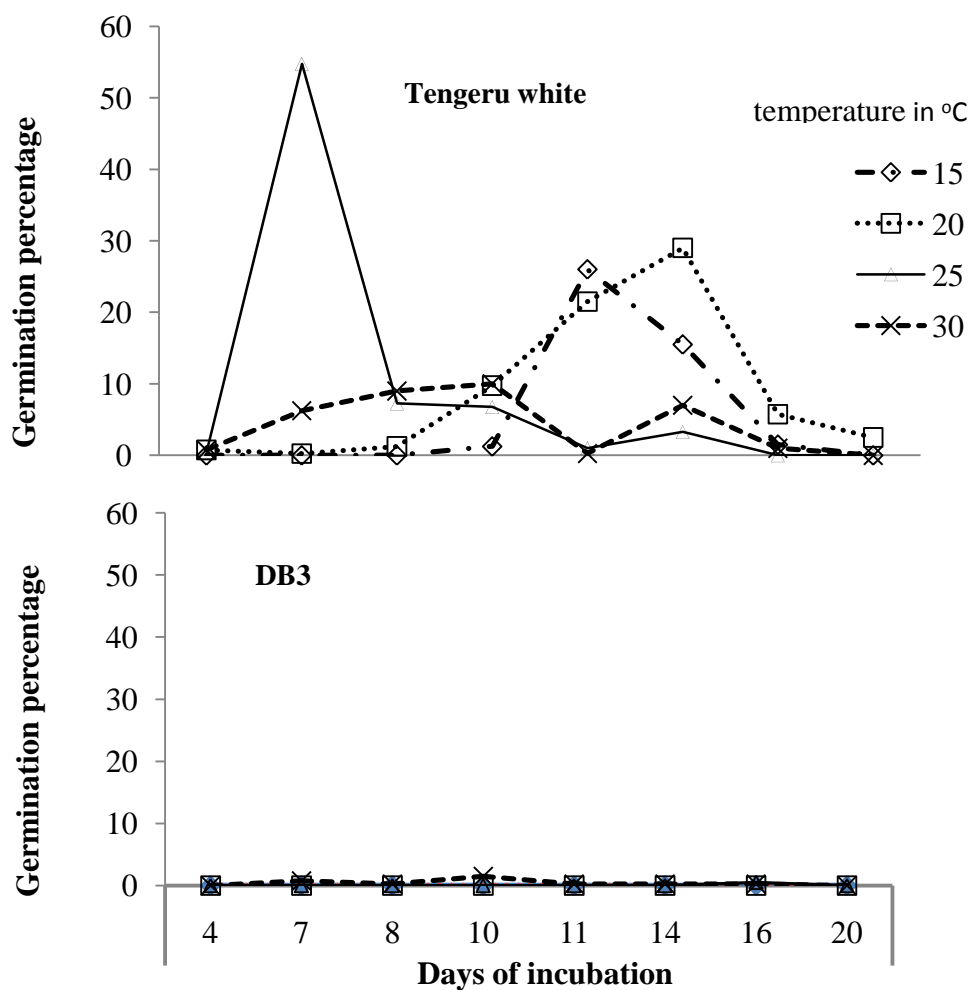 60
50
40
30
20
10
0
Germination percentage
Tengeru white
temperature in °C
15
20
25
30
60
50
40
30
20
10
0
Germination percentage
DB3
4 7 8 10 11 14 16 20
Days of incubation